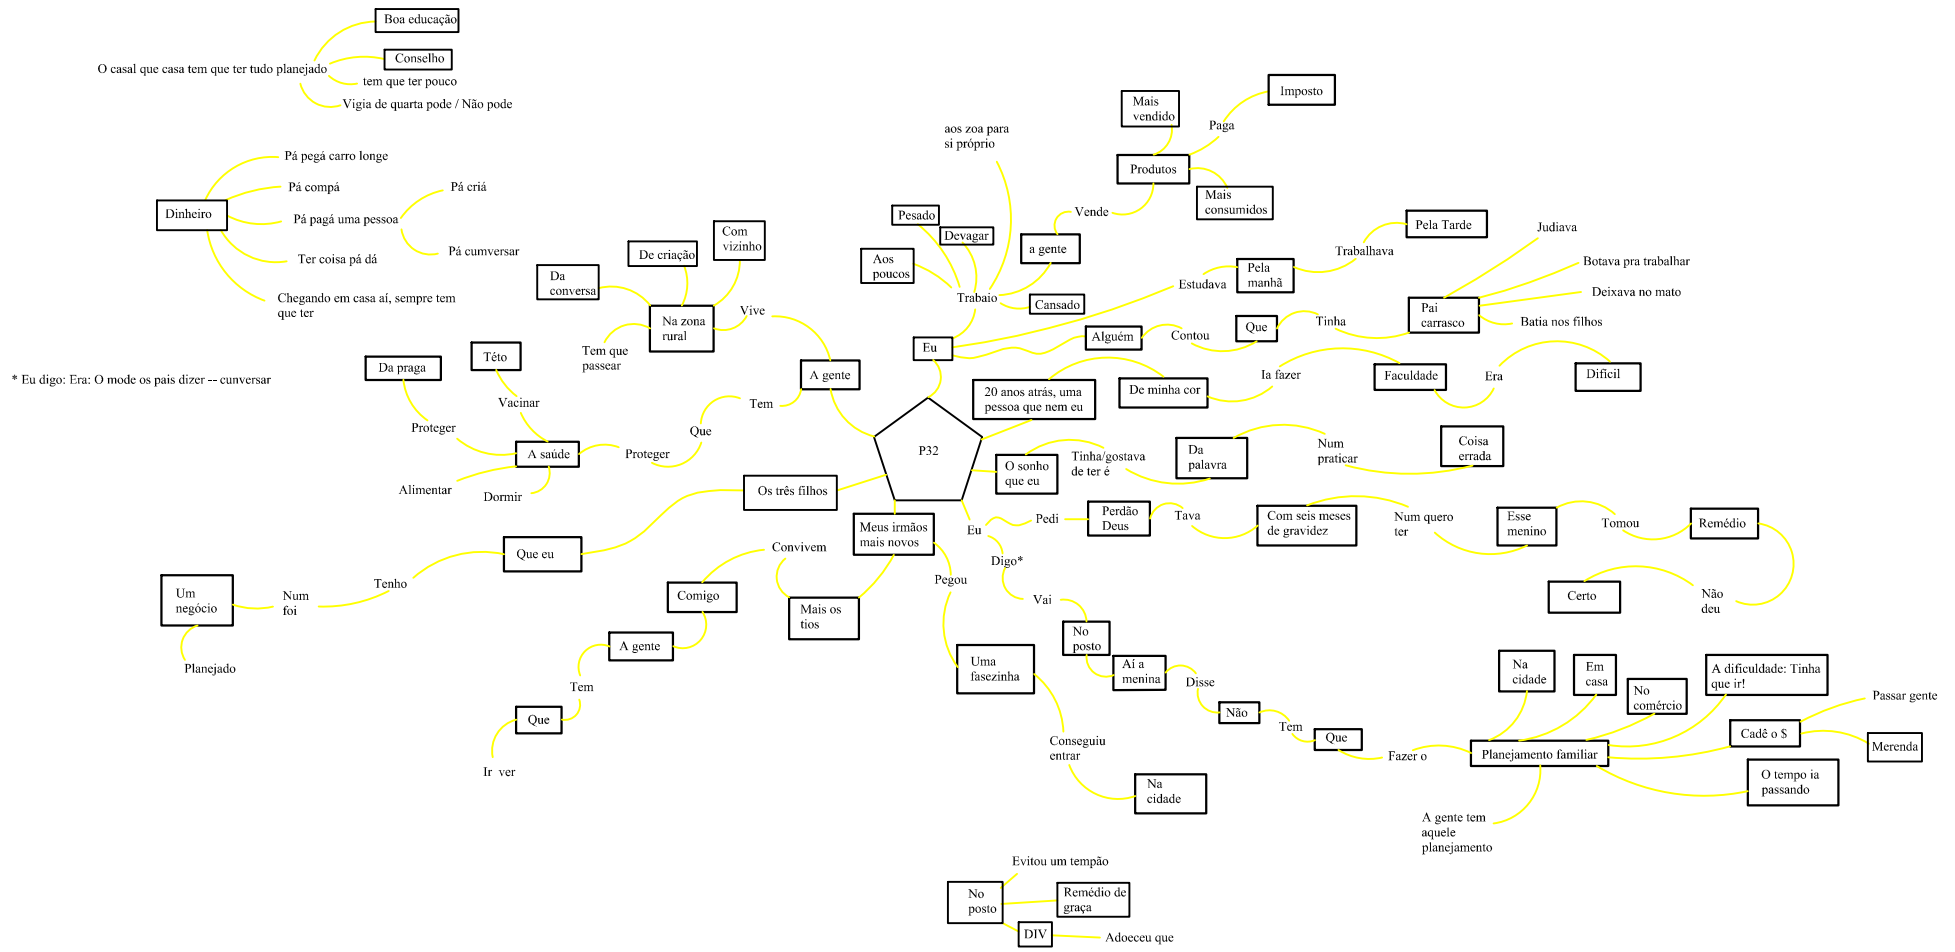 Boa educação
Conselho
O casal que casa tem que ter tudo planejado
tem que ter pouco
Vigia de quarta pode / Não pode
Pá pegá carro longe
Pá compá
Pá criá
Dinheiro
Pá pagá uma pessoa
Pá cumversar
Ter coisa pá dá
Chegando em casa aí, sempre tem
que ter
* Eu digo: Era: O mode os pais dizer -- cunversar
Com
vizinho
De criação
Da
conversa
Na zona
rural
Vive
Tem que
passear
A gente
Tem
Que
Proteger
A saúde
Vacinar
Této
Da praga
Proteger
Alimentar
Dormir
aos zoa para
si próprio
Pesado
Devagar
Aos
poucos
Trabaio
Cansado
a gente
Vende
Produtos
Mais
vendido
Paga
Imposto
Mais
consumidos
Eu
Estudava
Pela
manhã
Trabalhava
Pela Tarde
Alguém
Contou
Que
Tinha
Pai
carrasco
Judiava
Botava pra trabalhar
Deixava no mato
Batia nos filhos
20 anos atrás, uma
pessoa que nem eu
De minha cor
Ia fazer
Faculdade
Era
Difícil
P32
O sonho
que eu
Tinha/gostava
de ter é
Da
palavra
Num
praticar
Coisa
errada
Eu
Pedi
Perdão
Deus
Tava
Com seis meses
de gravidez
Num quero
ter
Esse
menino
Tomou
Remédio
Não
deu
Certo
Digo*
Vai
No
posto
Aí a
menina
Disse
Não
Tem
Que
Fazer o
Planejamento familiar
Na
cidade
Em
casa
No
comércio
A dificuldade: Tinha
que ir!
Cadê o $
Passar gente
Merenda
O tempo ia
passando
A gente tem
aquele
planejamento
Os três filhos
Que eu
Tenho
Num
foi
Um
negócio
Planejado
Meus irmãos
mais novos
Mais os
tios
Convivem
Comigo
A gente
Tem
Que
Ir  ver
Pegou
Uma
fasezinha
Conseguiu
entrar
Na
cidade
Evitou um tempão
No
posto
Remédio de
graça
DIV
Adoeceu que